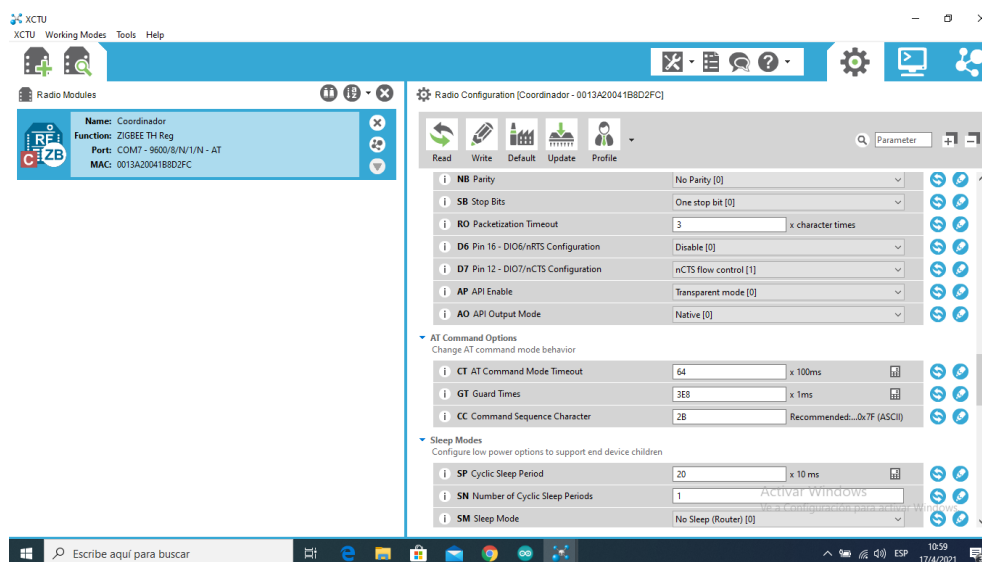 XCTU
XCTU Working Modes Tools Help
Radio Modules
Name: Coordinador
Function: ZIGBEE TH Reg
Port: COM7 - 9600/8/N/1/N - AT
MAC: 0013A20041B8D2FC
RF
C ZB
Radio Configuration [Coordinador - 0013A20041B8D2FC]
Read Write Default Update Profile
Parameter
i NB Parity No Parity [0]
i SB Stop Bits One stop bit [0]
i RO Packetization Timeout 3 x character times
i D6 Pin 16 - DIO6/nRTS Configuration Disable [0]
i D7 Pin 12 - DIO7/nCTS Configuration nCTS flow control [1]
i AP API Enable Transparent mode [0]
i AO API Output Mode Native [0]
AT Command Options
Change AT command mode behavior
i CT AT Command Mode Timeout 64 x 100ms
i GT Guard Times 3E8 x 1ms
i CC Command Sequence Character 2B Recommended:...0x7F (ASCII)
Sleep Modes
Configure low power options to support end device children
i SP Cyclic Sleep Period 20 x 10 ms
i SN Number of Cyclic Sleep Periods 1
i SM Sleep Mode No Sleep (Router) [0]
Activar Windows
Ve a Configuración para activar Windows.
Escribe aquí para buscar
ESP
10:59
17/4/2021